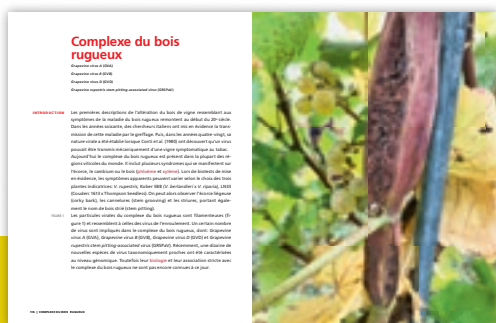 Complexe du bois
rugueux
Grapevine virus A (GVA)
Grapevine virus B (GVB)
Grapevine virus D (GVD)
Grapevine rupestris stem pitting-associated virus (GRSPaV)
INTRODUCTION
Les premières descriptions de l'altération du bois de vigne ressemblant aux
symptômes de la maladie du bois rugueux remontent au début du 20e siècle.
Dans les années soixante, des chercheurs italiens ont mis en évidence la trans-
mission de cette maladie par le greffage. Puis, dans les années quatre-vingt, sa
nature virale a été établie lorsque Conti et al. (1980) ont découvert qu'un virus
pouvait être transmis mécaniquement d'une vigne symptomatique au tabac.
Aujourd'hui le complexe du bois rugueux est présent dans la plupart des ré-
gions viticoles du monde. Il inclut plusieurs syndromes qui se manifestent sur
l'écorce, le cambium ou le bois (phloème et xylème). Lors de biotests de mise
en évidence, les symptômes apparents peuvent varier selon le choix des trois
plantes indicatrices: V. rupestris, Kober 5BB (V. berlandieri x V. riparia), LN33
(Couderc 1613 x Thompson Seedless). On peut alors observer l'écorce liégeuse
(corky bark), les cannelures (stem grooving) et les striures, portant égale-
ment le nom de bois strié (stem pitting).
FIGURE 1
Les particules virales du complexe du bois rugueux sont filamenteuses (fi-
gure 1) et ressemblent à celles des virus de l'enroulement. Un certain nombre
de virus sont impliqués dans le complexe du bois rugueux, dont: Grapevine
virus A (GVA), Grapevine virus B (GVB), Grapevine virus D (GVD) et Grapevine
rupestris stem pitting-associated virus (GRSPaV). Récemment, une dizaine de
nouvelles espèces de virus taxonomiquement proches ont été caractérisées
au niveau génomique. Toutefois leur biologie et leur association stricte avec
le complexe du bois rugueux ne sont pas encore connues à ce jour.
COMPLEXE DU BOIS RUGUEUX